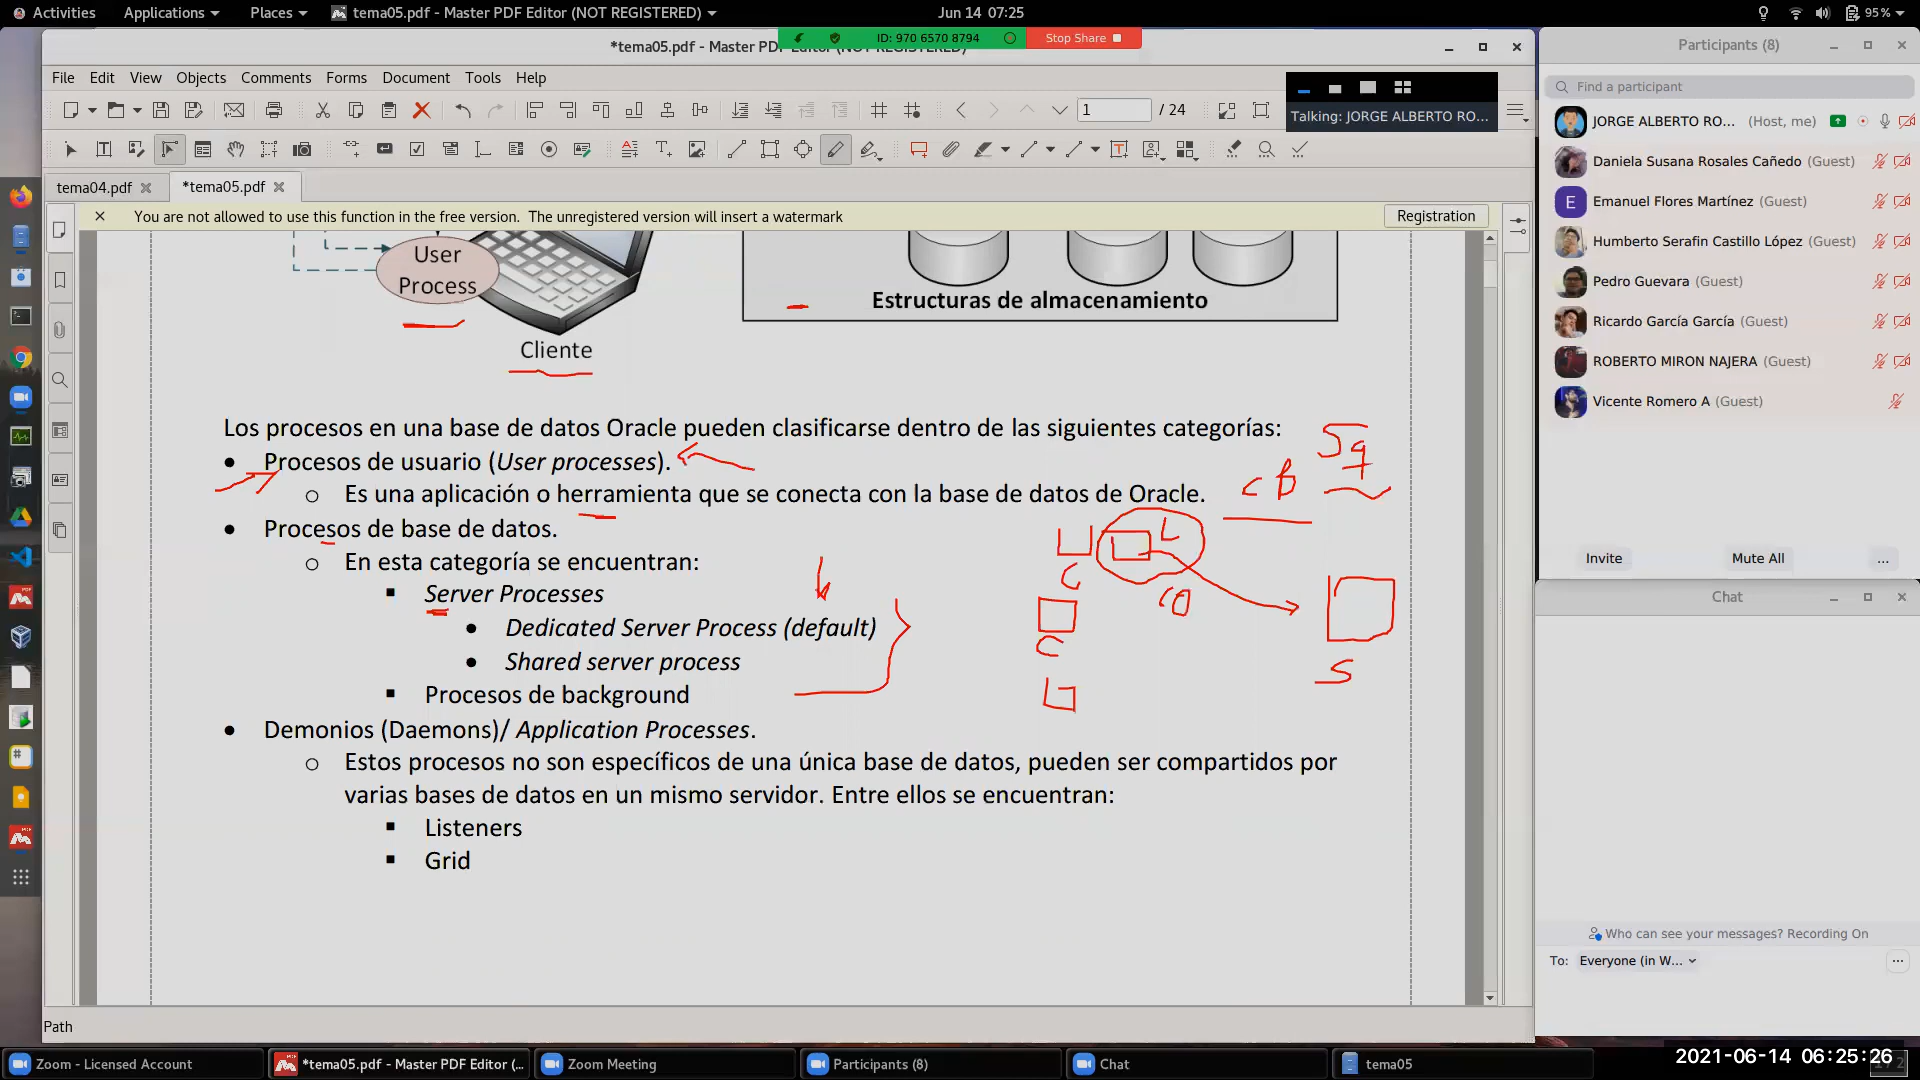 Activities
Applications
Places
tema05.pdf - Master PDF Editor (NOT REGISTERED)
Jun 14 07:25
95%
*tema05.pdf - Master PDF Editor (NOT REGISTERED)
ID: 970 6570 8794
Stop Share
File Edit View Objects Comments Forms Document Tools Help
1 / 24
Talking: JORGE ALBERTO RO...
tema04.pdf
*tema05.pdf
You are not allowed to use this function in the free version. The unregistered version will insert a watermark
Registration
User
Process
Cliente
Estructuras de almacenamiento
Los procesos en una base de datos Oracle pueden clasificarse dentro de las siguientes categorías:
• Procesos de usuario (User processes).
o Es una aplicación o herramienta que se conecta con la base de datos de Oracle.
• Procesos de base de datos.
o En esta categoría se encuentran:
▪ Server Processes
• Dedicated Server Process (default)
• Shared server process
▪ Procesos de background
• Demonios (Daemons)/ Application Processes.
o Estos procesos no son específicos de una única base de datos, pueden ser compartidos por
varias bases de datos en un mismo servidor. Entre ellos se encuentran:
▪ Listeners
▪ Grid
L
C
C
S
Path
Participants (8)
Find a participant
JORGE ALBERTO RO... (Host, me)
Daniela Susana Rosales Cañedo (Guest)
E Emanuel Flores Martínez (Guest)
Humberto Serafin Castillo López (Guest)
Pedro Guevara (Guest)
Ricardo García García (Guest)
ROBERTO MIRON NAJERA (Guest)
Vicente Romero A (Guest)
Invite
Mute All
...
Chat
Who can see your messages? Recording On
To: Everyone (in W...
Zoom - Licensed Account
*tema05.pdf - Master PDF Editor (...
Zoom Meeting
Participants (8)
Chat
tema05
2021-06-14 06:25:26